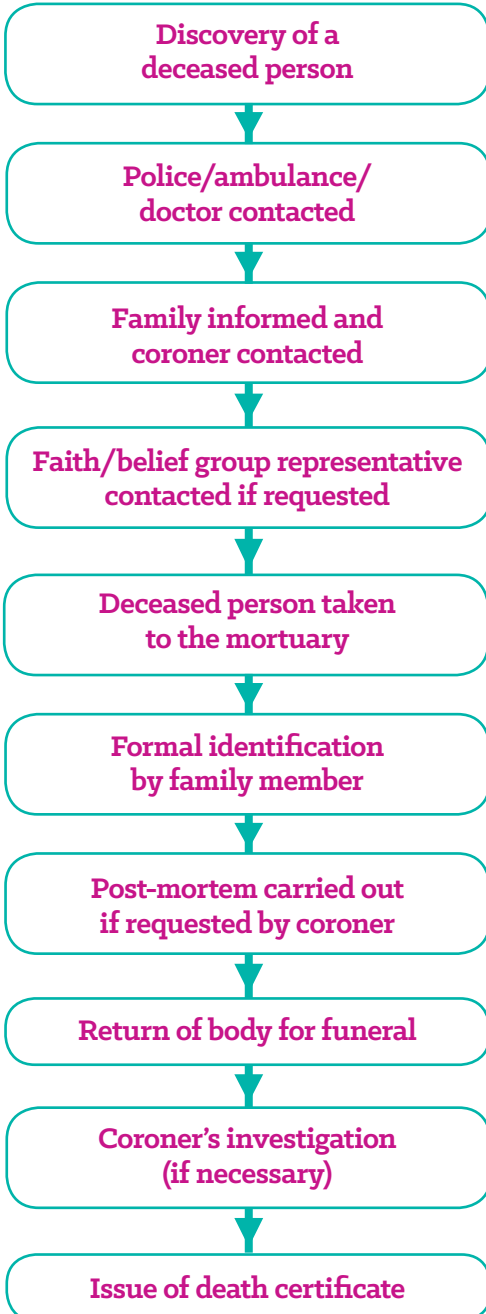 Discovery of a
deceased person
Police/ambulance/
doctor contacted
Family informed and
coroner contacted
Faith/belief group representative
contacted if requested
Deceased person taken
to the mortuary
Formal identification
by family member
Post-mortem carried out
if requested by coroner
Return of body for funeral
Coroner’s investigation
(if necessary)
Issue of death certificate